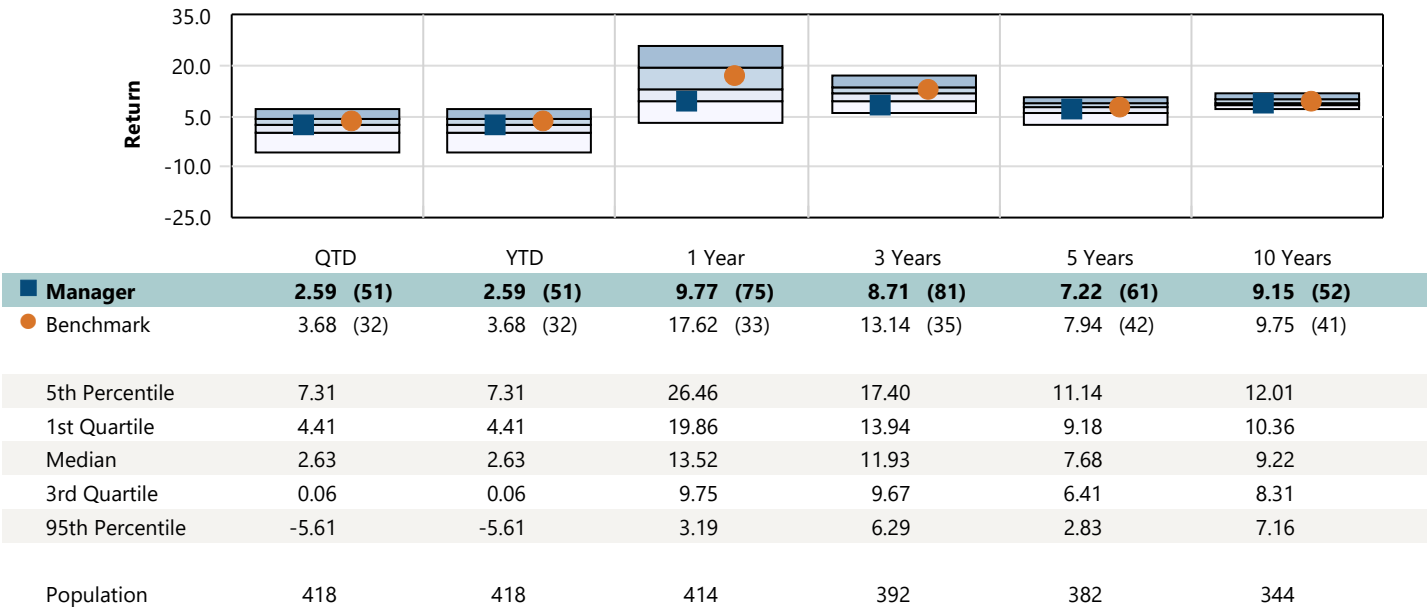 35.0
20.0
5.0
-10.0
-25.0
Return
QTD YTD 1 Year 3 Years 5 Years 10 Years
Manager 2.59 (51) 2.59 (51) 9.77 (75) 8.71 (81) 7.22 (61) 9.15 (52)
Benchmark 3.68 (32) 3.68 (32) 17.62 (33) 13.14 (35) 7.94 (42) 9.75 (41)
5th Percentile 7.31 7.31 26.46 17.40 11.14 12.01
1st Quartile 4.41 4.41 19.86 13.94 9.18 10.36
Median 2.63 2.63 13.52 11.93 7.68 9.22
3rd Quartile 0.06 0.06 9.75 9.67 6.41 8.31
95th Percentile -5.61 -5.61 3.19 6.29 2.83 7.16
Population 418 418 414 392 382 344